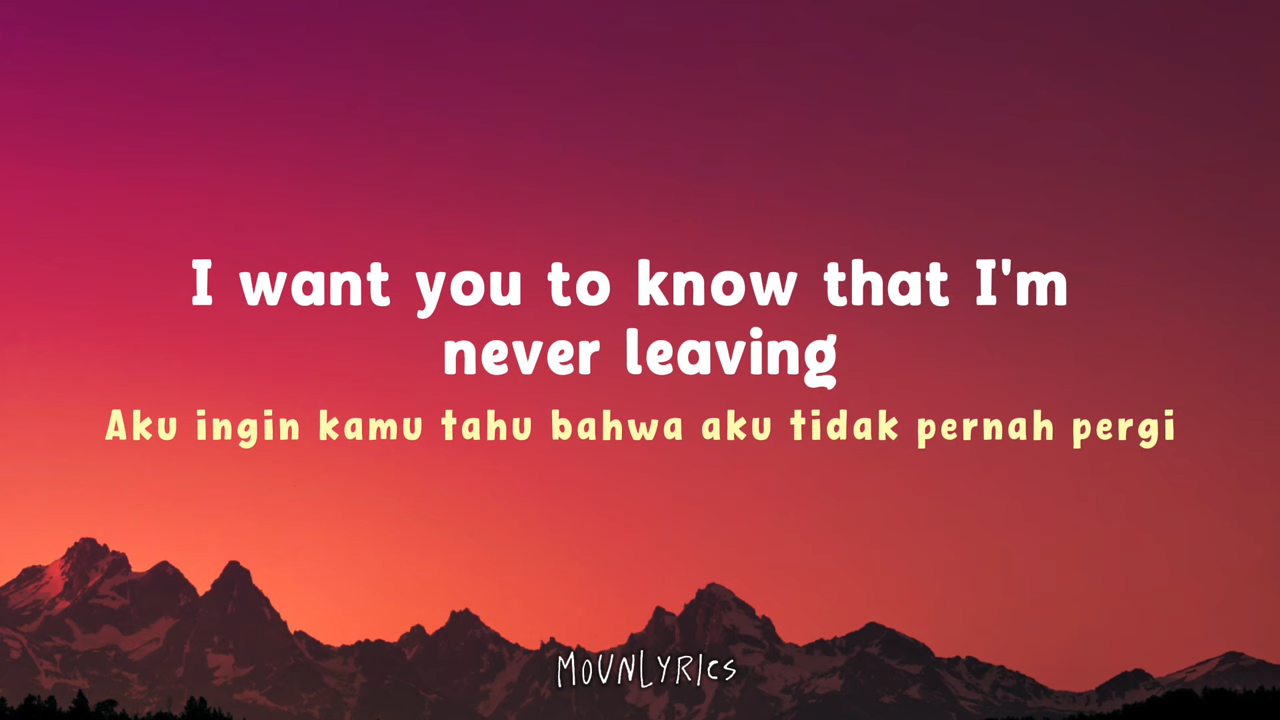 I want you to know that I'm
never leaving
Aku ingin kamu tahu bahwa aku tidak pernah pergi
MOUNLYRIcs